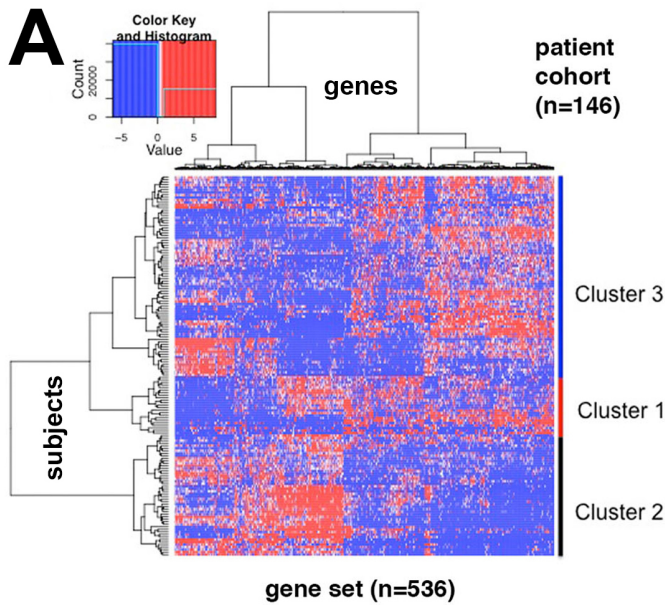 A
Color Key
and Histogram
Count
0 20000
−5 0 5
Value
genes
patient
cohort
(n=146)
subjects
Cluster 3
Cluster 1
Cluster 2
gene set (n=536)